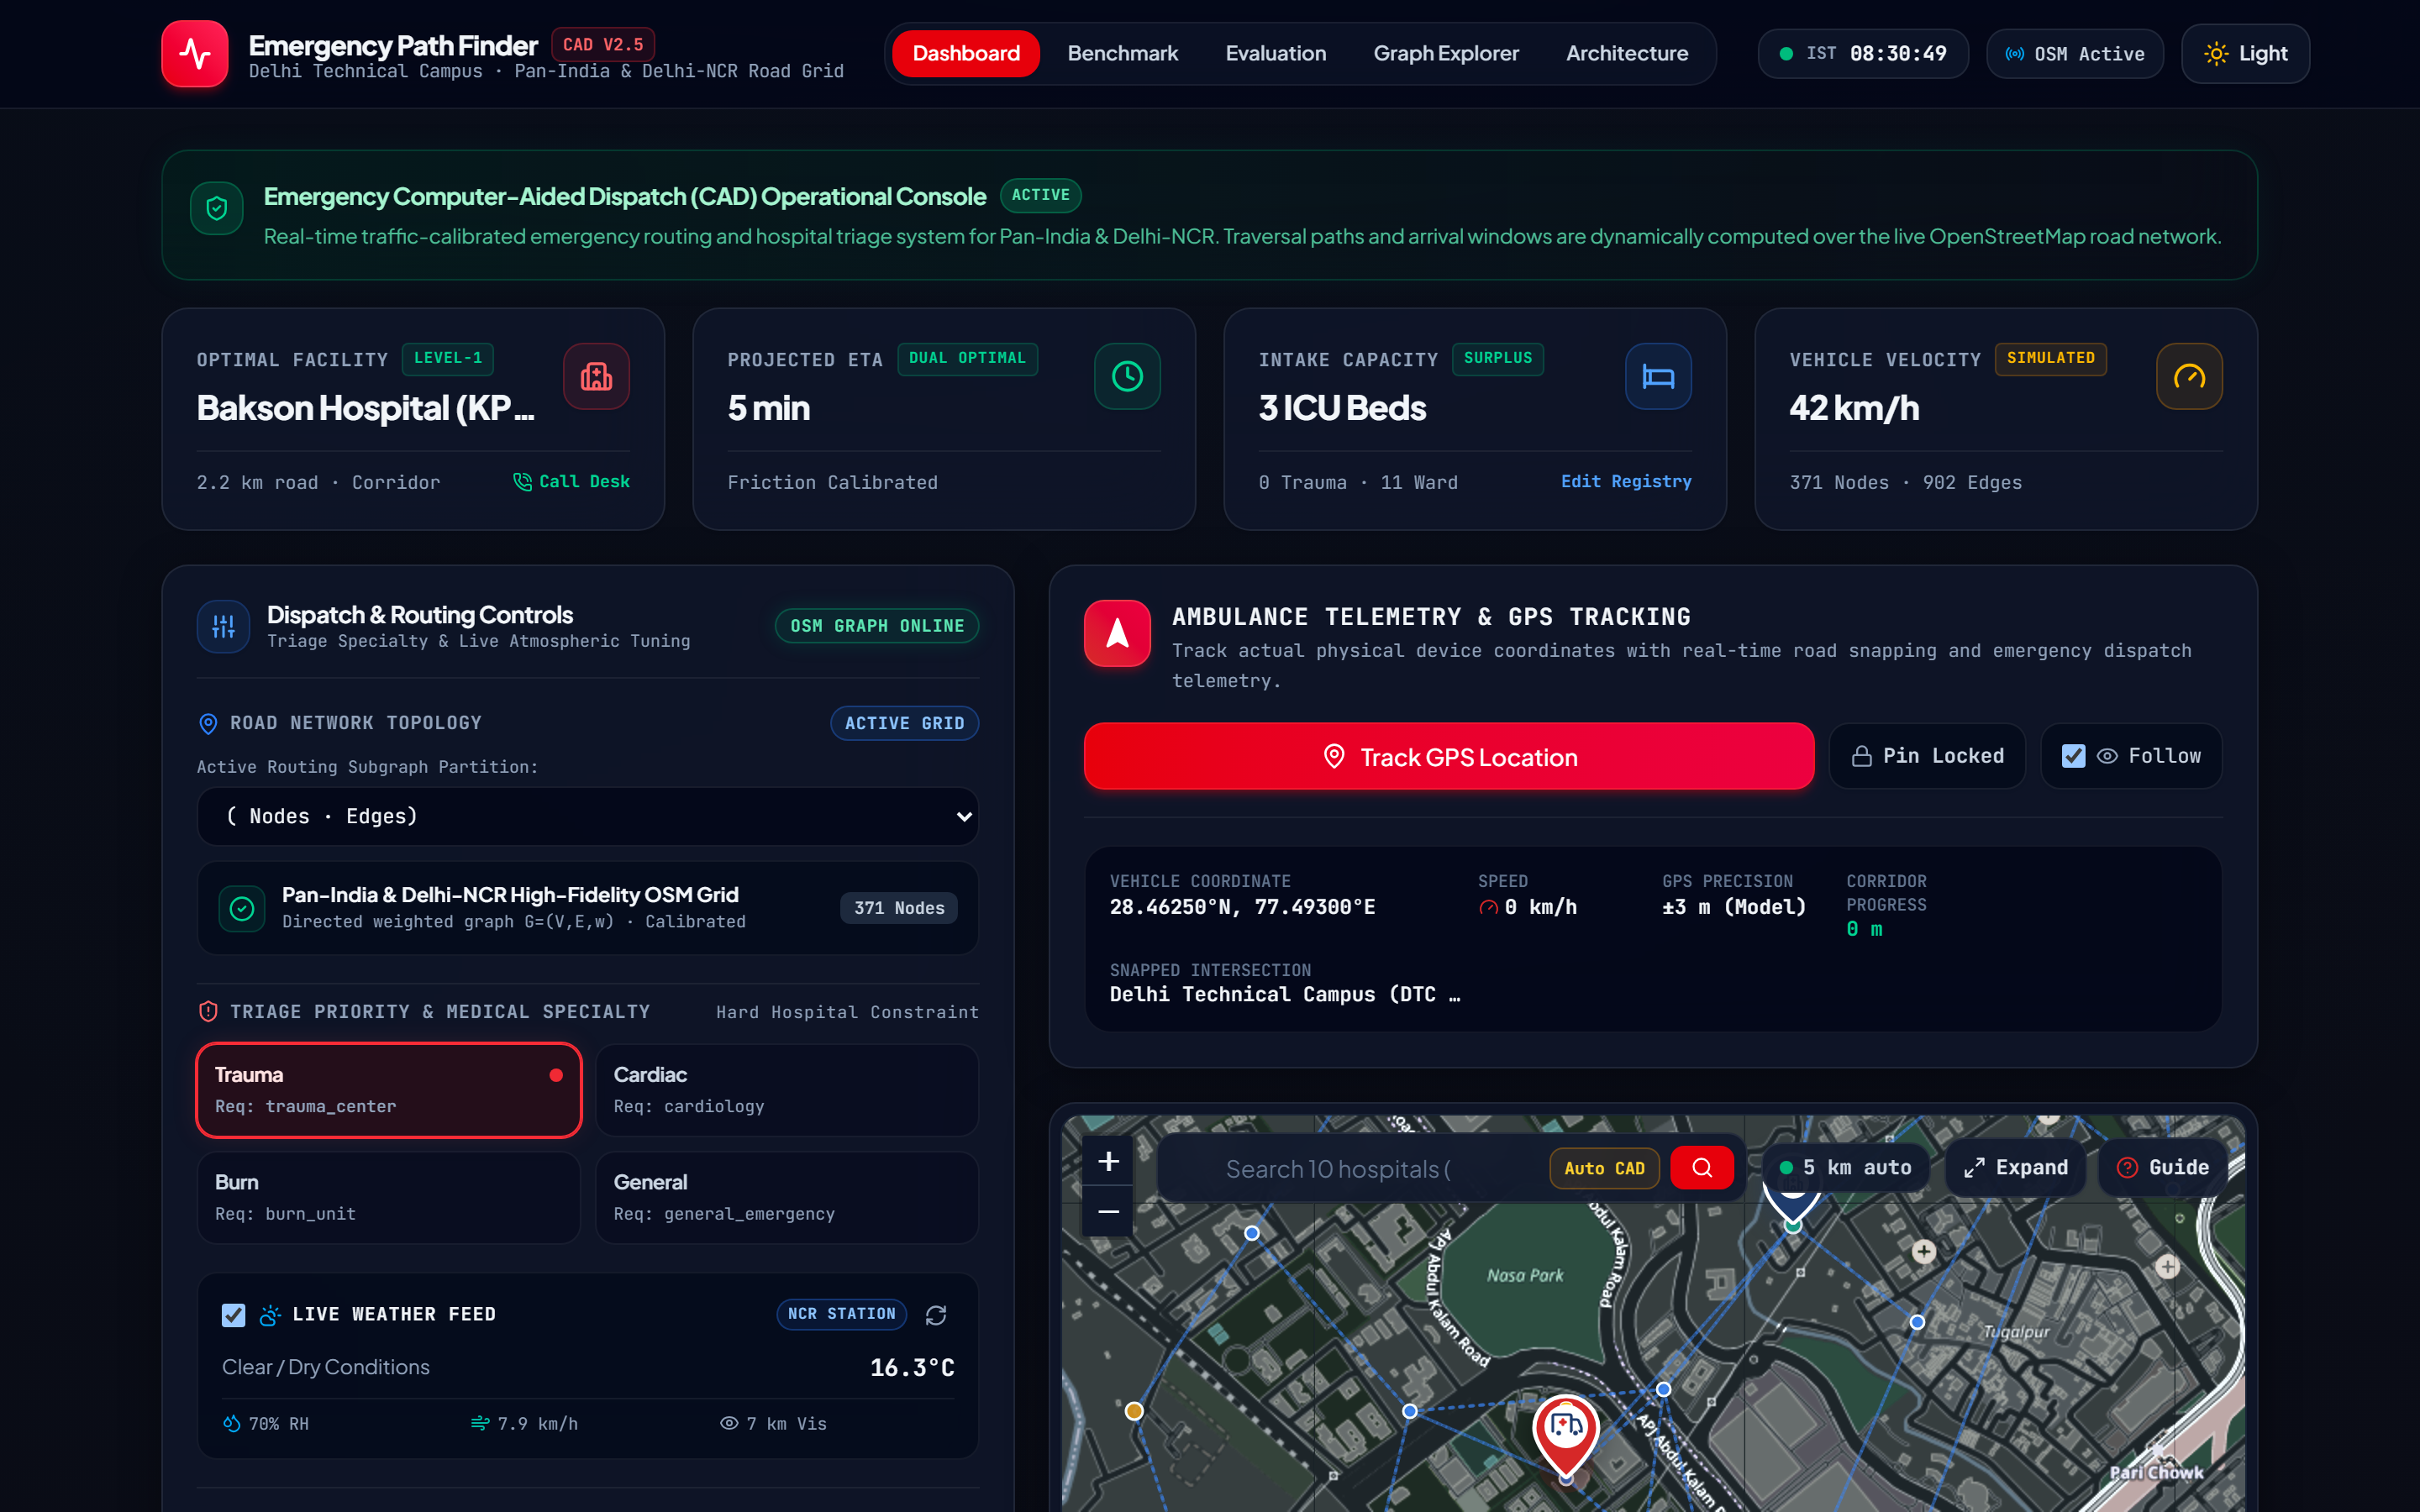 Emergency Path Finder CAD V2.5
Delhi Technical Campus · Pan-India & Delhi-NCR Road Grid
Dashboard Benchmark Evaluation Graph Explorer Architecture
IST 08:30:49
OSM Active
Light
Emergency Computer-Aided Dispatch (CAD) Operational Console ACTIVE
Real-time traffic-calibrated emergency routing and hospital triage system for Pan-India & Delhi-NCR. Traversal paths and arrival windows are dynamically computed over the live OpenStreetMap road network.
OPTIMAL FACILITY LEVEL-1
Bakson Hospital (KP...
2.2 km road · Corridor Call Desk
PROJECTED ETA DUAL OPTIMAL
5 min
Friction Calibrated
INTAKE CAPACITY SURPLUS
3 ICU Beds
0 Trauma · 11 Ward Edit Registry
VEHICLE VELOCITY SIMULATED
42 km/h
371 Nodes · 902 Edges
Dispatch & Routing Controls
Triage Specialty & Live Atmospheric Tuning
OSM GRAPH ONLINE
ROAD NETWORK TOPOLOGY ACTIVE GRID
Active Routing Subgraph Partition:
( Nodes · Edges)
Pan-India & Delhi-NCR High-Fidelity OSM Grid
Directed weighted graph G=(V,E,w) · Calibrated
371 Nodes
TRIAGE PRIORITY & MEDICAL SPECIALTY Hard Hospital Constraint
Trauma
Req: trauma_center
Cardiac
Req: cardiology
Burn
Req: burn_unit
General
Req: general_emergency
LIVE WEATHER FEED NCR STATION
Clear / Dry Conditions 16.3°C
70% RH 7.9 km/h 7 km Vis
AMBULANCE TELEMETRY & GPS TRACKING
Track actual physical device coordinates with real-time road snapping and emergency dispatch
telemetry.
Track GPS Location
Pin Locked
Follow
VEHICLE COORDINATE
28.46250°N, 77.49300°E
SPEED
0 km/h
GPS PRECISION
±3 m (Model)
CORRIDOR
PROGRESS
0 m
SNAPPED INTERSECTION
Delhi Technical Campus (DTC …
+
−
Search 10 hospitals (
Auto CAD
5 km auto
Expand
Guide
Nasa Park
APJ Abdul Kalam Road
Abdul Kalam Road
Tugalpur
APJ Abdul Kalam
Pari Chowk